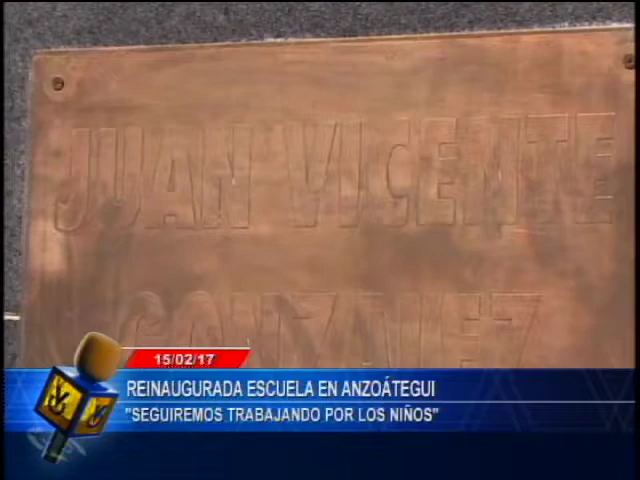 JUAN VICENTE
GONZALEZ
15/02/17
REINAUGURADA ESCUELA EN ANZOÁTEGUI
"SEGUIREMOS TRABAJANDO POR LOS NIÑOS"